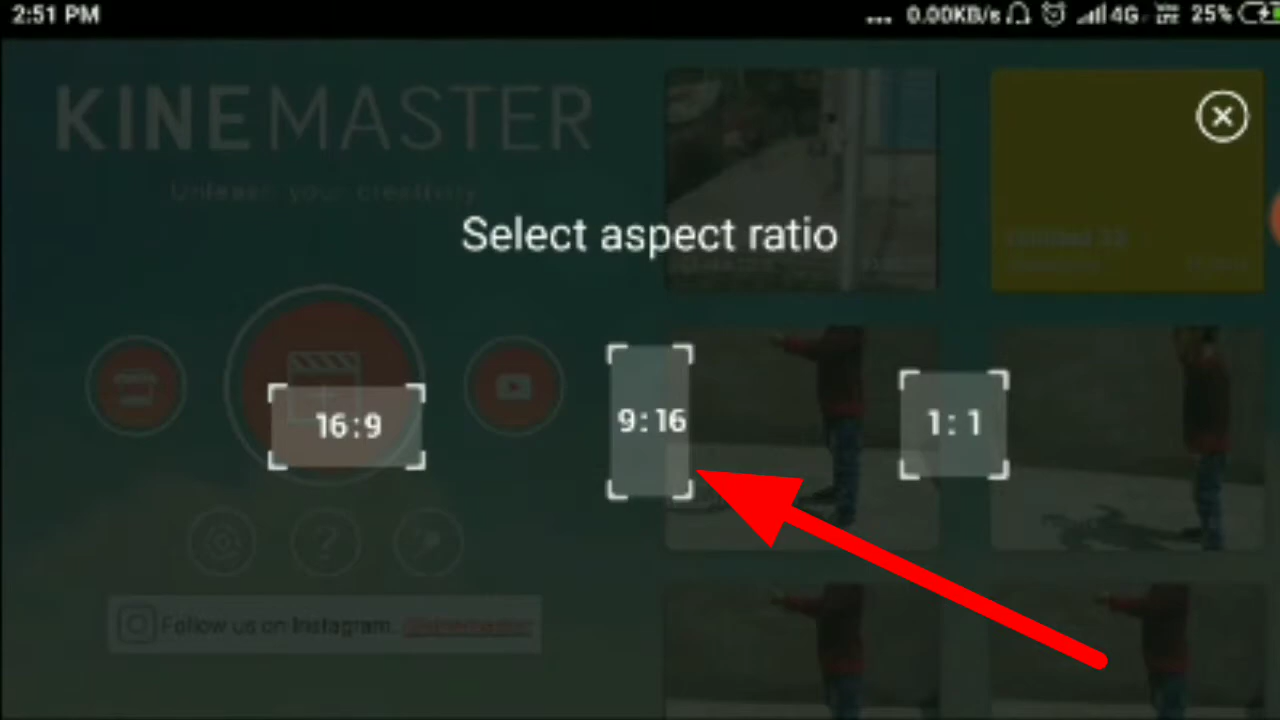 2:51 PM
... 0.00KB/s 4G 25%
KINEMASTER
Unleash your creativity
Select aspect ratio
16:9
9:16
1:1
Follow us on Instagram.